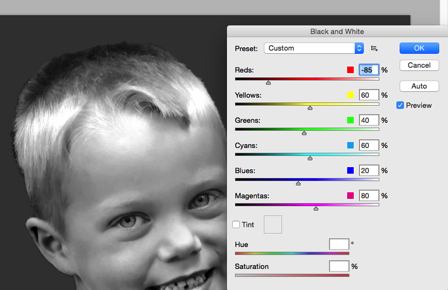 Black and White
Preset: Custom
OK
Reds: -85 %
Cancel
Yellows: 60 %
Auto
Greens: 40 %
Preview
Cyans: 60 %
Blues: 20 %
Magentas: 80 %
Tint
Hue °
Saturation %